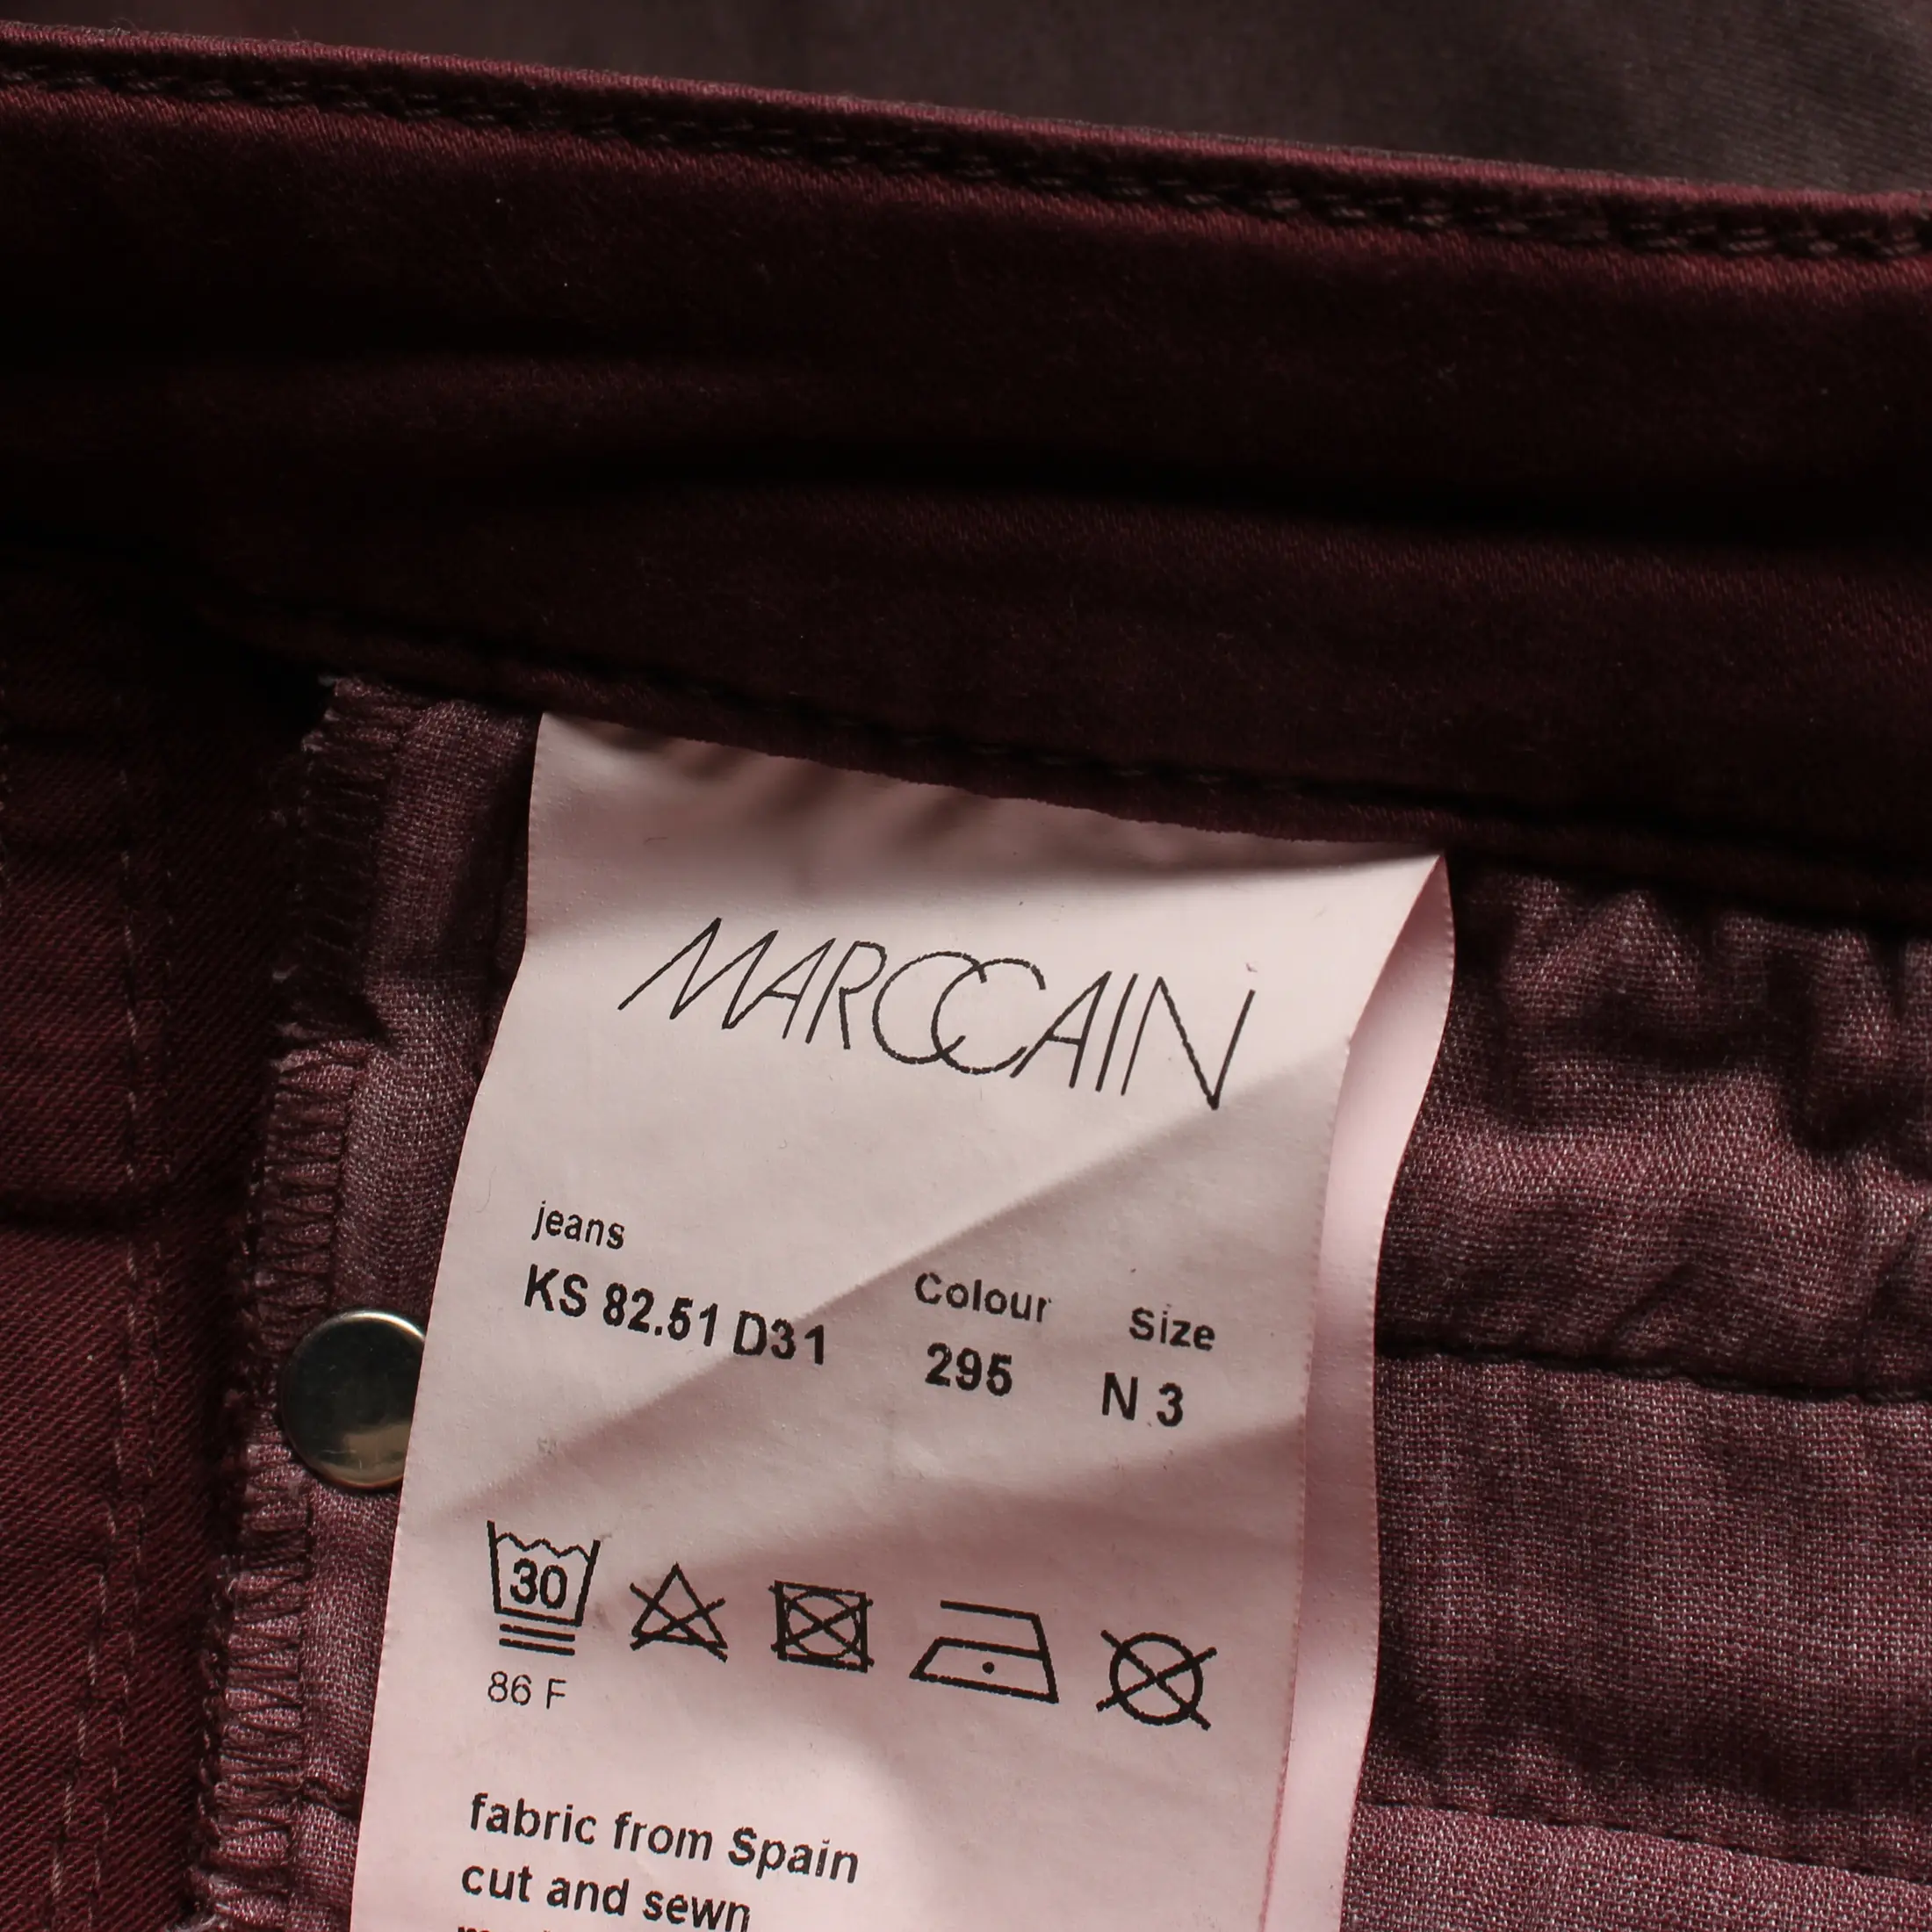 MARCCAIN
jeans
KS 82.51 D31 Colour 295 Size N 3
30
86 F
fabric from Spain
cut and sewn